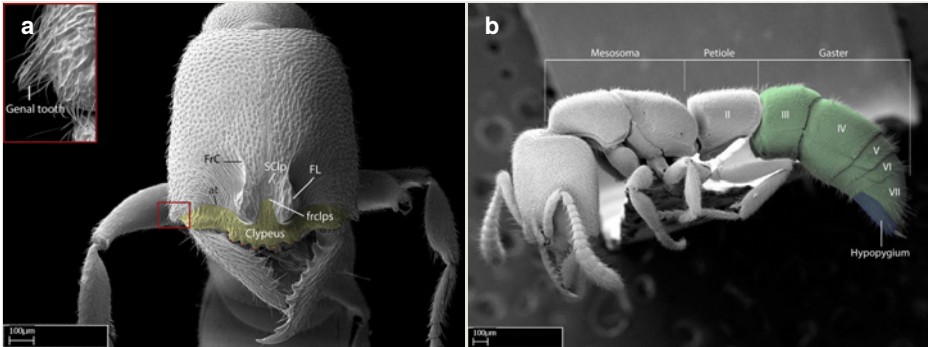 a
Genal tooth
FrC
SClp
FL
at
frclps
Clypeus
100µm
b
Mesosoma
Petiole
Gaster
II
III
IV
V
VI
VII
Hypopygium
100µm